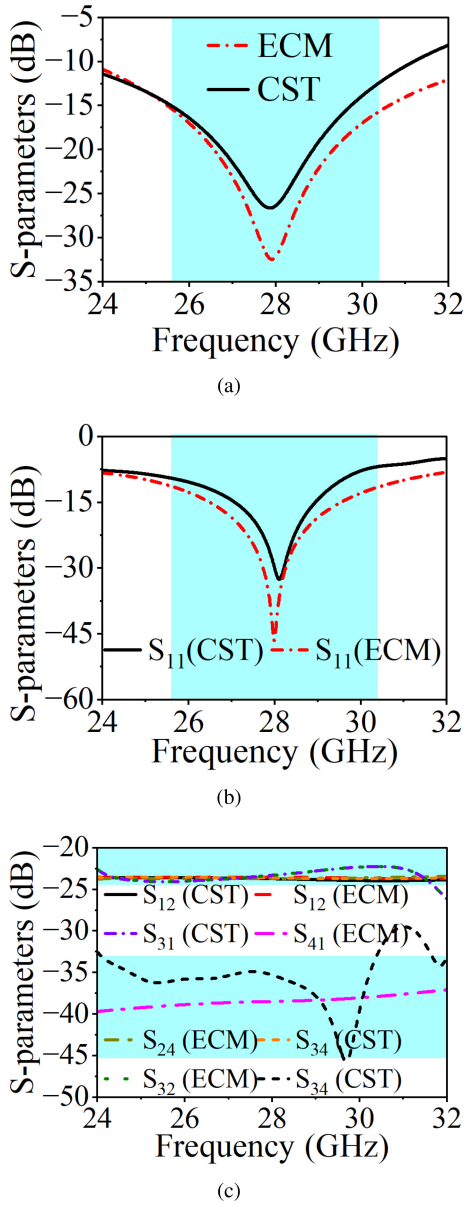 −5
−10
−15
−20
−25
−30
−35
S-parameters (dB)
ECM
CST
24 26 28 30 32
Frequency (GHz)
(a)
0
−15
−30
−45
−60
S-parameters (dB)
S₁₁(CST) S₁₁(ECM)
24 26 28 30 32
Frequency (GHz)
(b)
−20
−25
−30
−35
−40
−45
−50
S-parameters (dB)
S₁₂ (CST) S₁₂ (ECM)
S₃₁ (CST) S₄₁ (ECM)
S₂₄ (ECM) S₃₄ (CST)
S₃₂ (ECM) S₃₄ (CST)
24 26 28 30 32
Frequency (GHz)
(c)